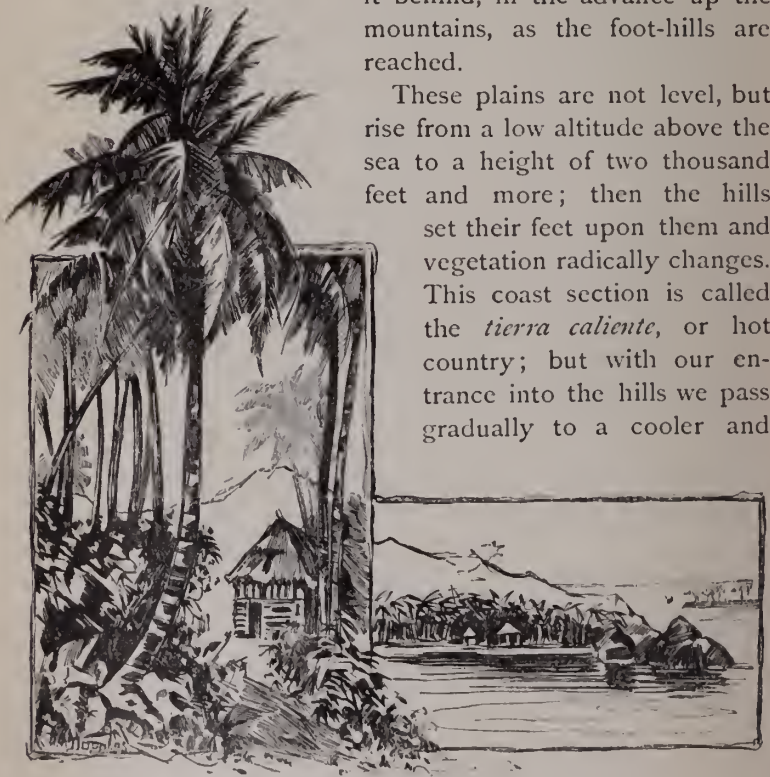 it behind, in the advance up the
mountains, as the foot-hills are
reached.
These plains are not level, but
rise from a low altitude above the
sea to a height of two thousand
feet and more; then the hills
set their feet upon them and
vegetation radically changes.
This coast section is called
the tierra caliente, or hot
country; but with our en-
trance into the hills we pass
gradually to a cooler and